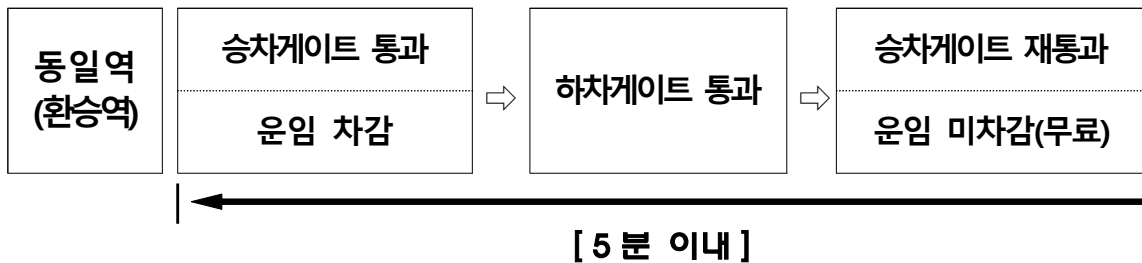 동일역
(환승역)
승차게이트 통과
운임 차감
하차게이트 통과
승차게이트 재통과
운임 미차감(무료)
[ 5 분 이내 ]